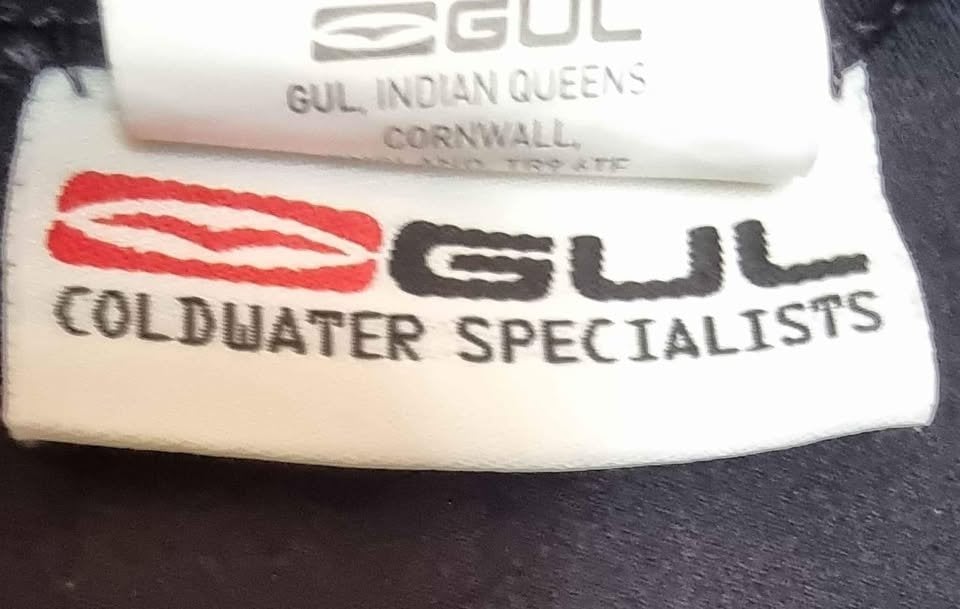 GUL
GUL, INDIAN QUEENS
CORNWALL,
GUL
COLDWATER SPECIALISTS